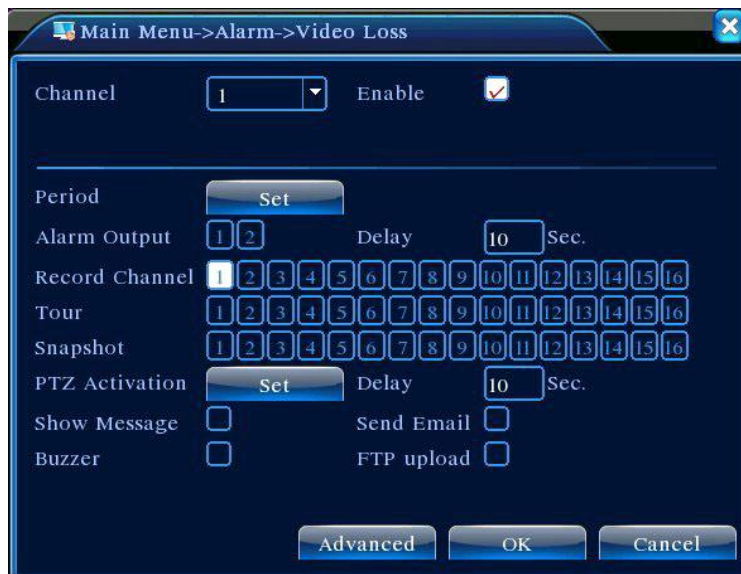 Main Menu->Alarm->Video Loss
Channel 1 Enable
Period Set
Alarm Output 1 2 Delay 10 Sec.
Record Channel 1 2 3 4 5 6 7 8 9 10 11 12 13 14 15 16
Tour 1 2 3 4 5 6 7 8 9 10 11 12 13 14 15 16
Snapshot 1 2 3 4 5 6 7 8 9 10 11 12 13 14 15 16
PTZ Activation Set Delay 10 Sec.
Show Message Send Email
Buzzer FTP upload
Advanced OK Cancel